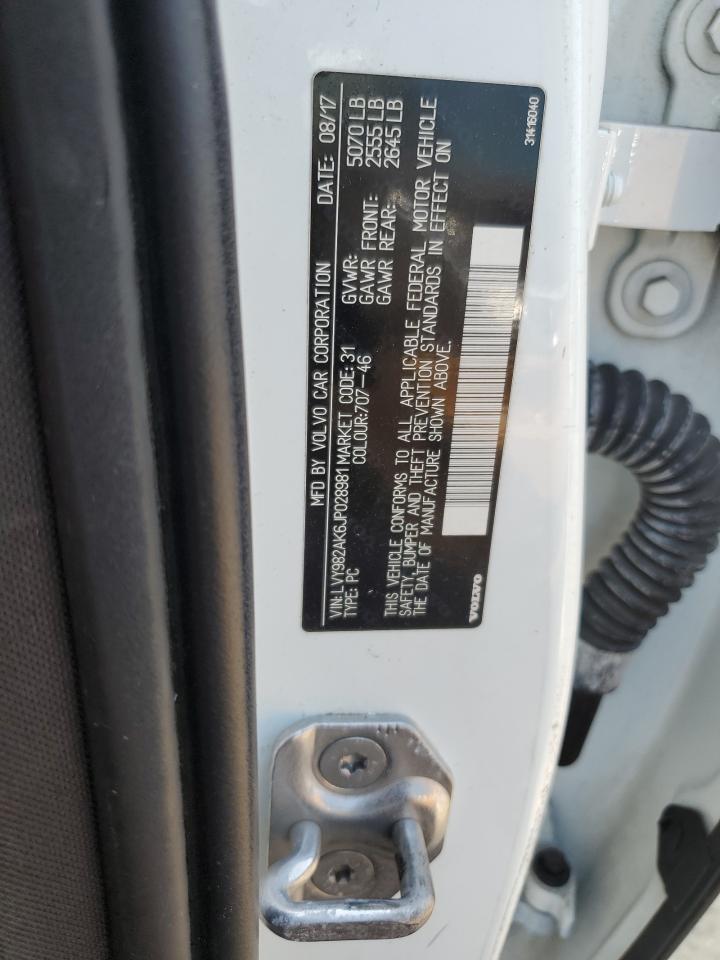 MFD BY VOLVO CAR CORPORATION DATE: 08/17
VIN: LVY982AK6JP028981 MARKET CODE: 31 GVWR: 5070 LB
TYPE: PC COLOUR:707-46 GAWR FRONT: 2555 LB
GAWR REAR: 2645 LB
THIS VEHICLE CONFORMS TO ALL APPLICABLE FEDERAL MOTOR VEHICLE
SAFETY, BUMPER AND THEFT PREVENTION STANDARDS IN EFFECT ON
THE DATE OF MANUFACTURE SHOWN ABOVE.
VOLVO 31416040